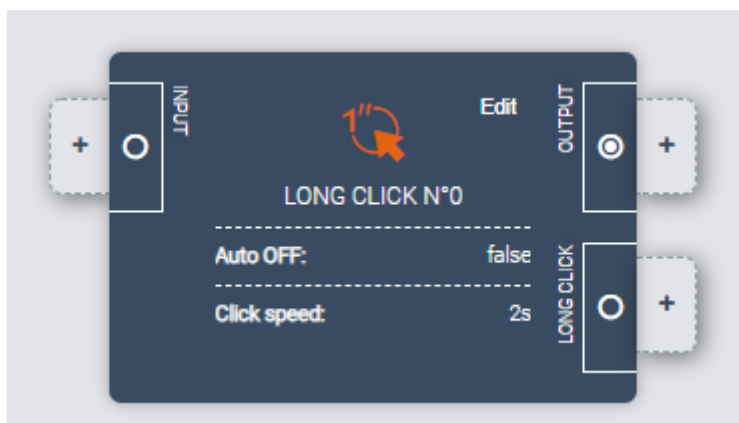 INPUT
1"
Edit
OUTPUT
+
+
LONG CLICK N°0
Auto OFF: false
Click speed: 2s
LONG CLICK
+